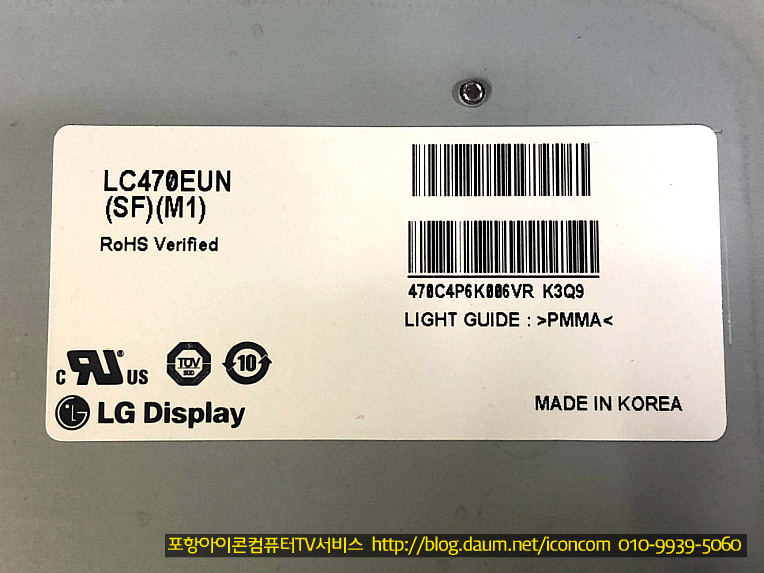 LC470EUN
(SF)(M1)
RoHS Verified
470C4P6K006VR K3Q9
LIGHT GUIDE : >PMMA<
c RU ® US
TÜV
SÜD
10
LG Display
MADE IN KOREA
포항아이콘컴퓨터TV서비스 http://blog.daum.net/iconcom 010-9939-5060